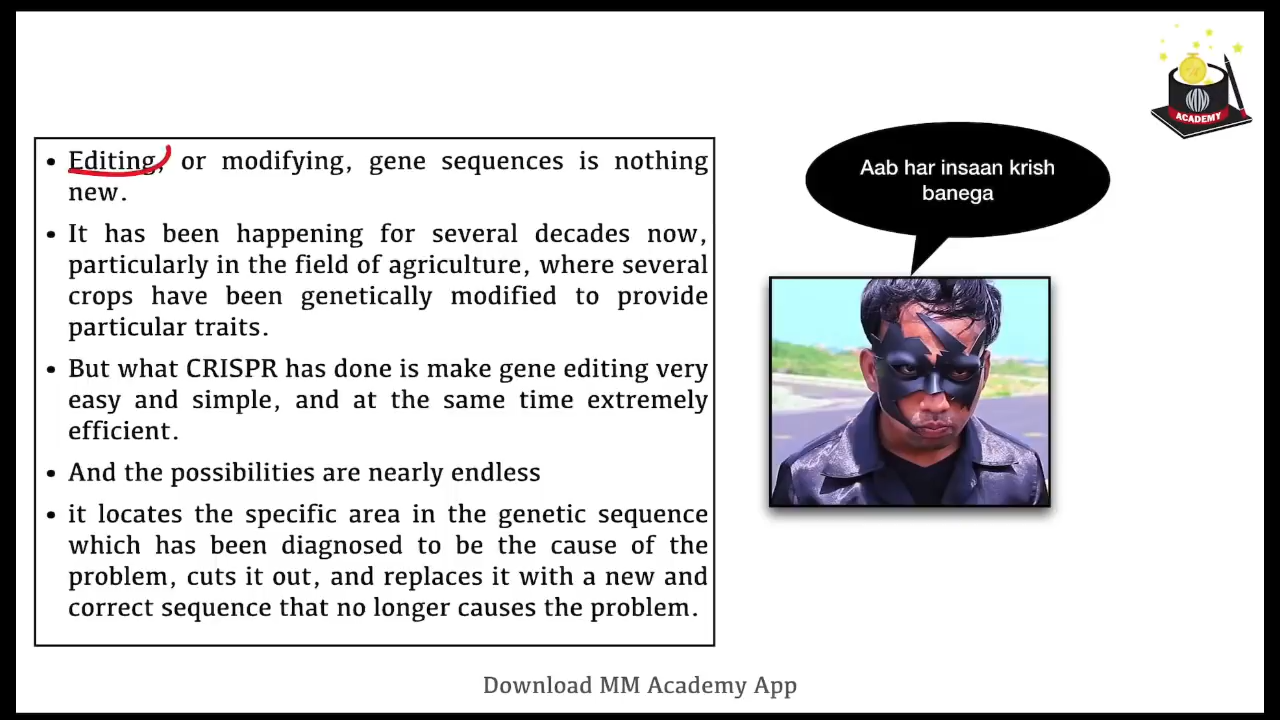 • Editing, or modifying, gene sequences is nothing
new.
• It has been happening for several decades now,
particularly in the field of agriculture, where several
crops have been genetically modified to provide
particular traits.
• But what CRISPR has done is make gene editing very
easy and simple, and at the same time extremely
efficient.
• And the possibilities are nearly endless
• it locates the specific area in the genetic sequence
which has been diagnosed to be the cause of the
problem, cuts it out, and replaces it with a new and
correct sequence that no longer causes the problem.
Aab har insaan krish
banega
ACADEMY
Download MM Academy App